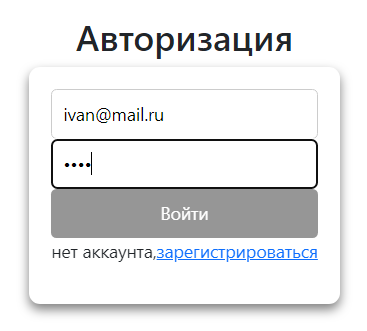 Авторизация
ivan@mail.ru
••••
Войти
нет аккаунта,зарегистрироваться